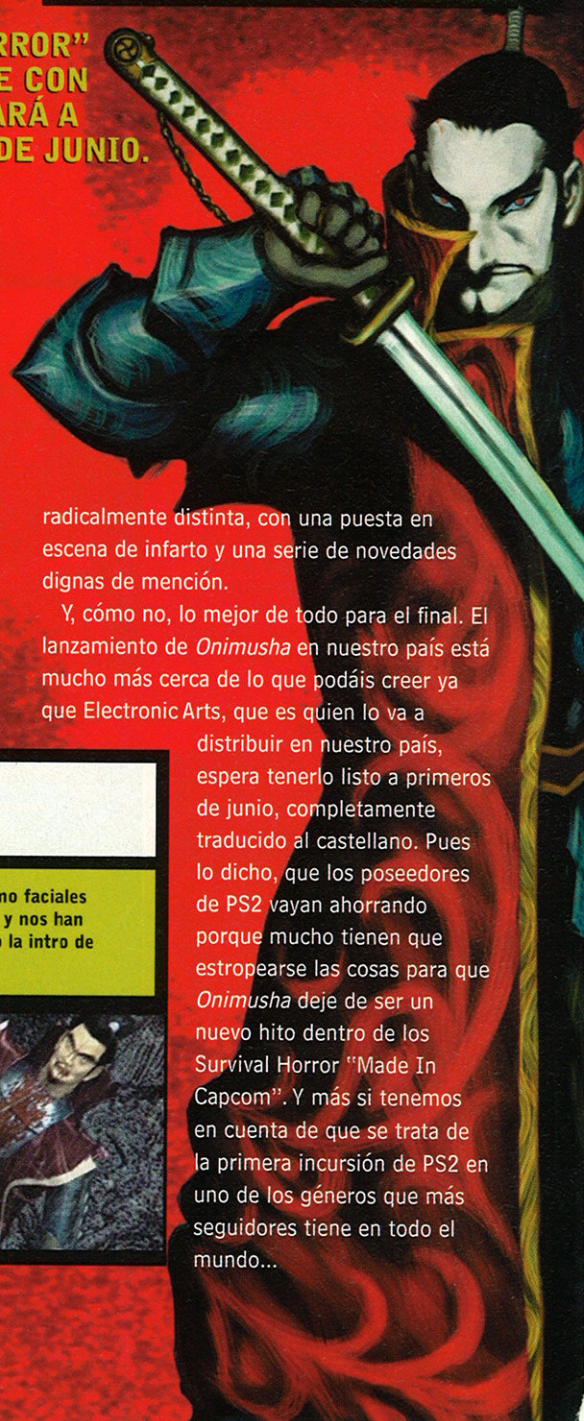 RROR”
E CON
ARÁ A
DE JUNIO.
radicalmente distinta, con una puesta en
escena de infarto y una serie de novedades
dignas de mención.
Y, cómo no, lo mejor de todo para el final. El
lanzamiento de Onimusha en nuestro país está
mucho más cerca de lo que podáis creer ya
que Electronic Arts, que es quien lo va a
distribuir en nuestro país,
espera tenerlo listo a primeros
de junio, completamente
traducido al castellano. Pues
lo dicho, que los poseedores
de PS2 vayan ahorrando
porque mucho tienen que
estropearse las cosas para que
Onimusha deje de ser un
nuevo hito dentro de los
Survival Horror “Made In
Capcom”. Y más si tenemos
en cuenta de que se trata de
la primera incursión de PS2 en
uno de los géneros que más
seguidores tiene en todo el
mundo...
mo faciales
y nos han
o la intro de